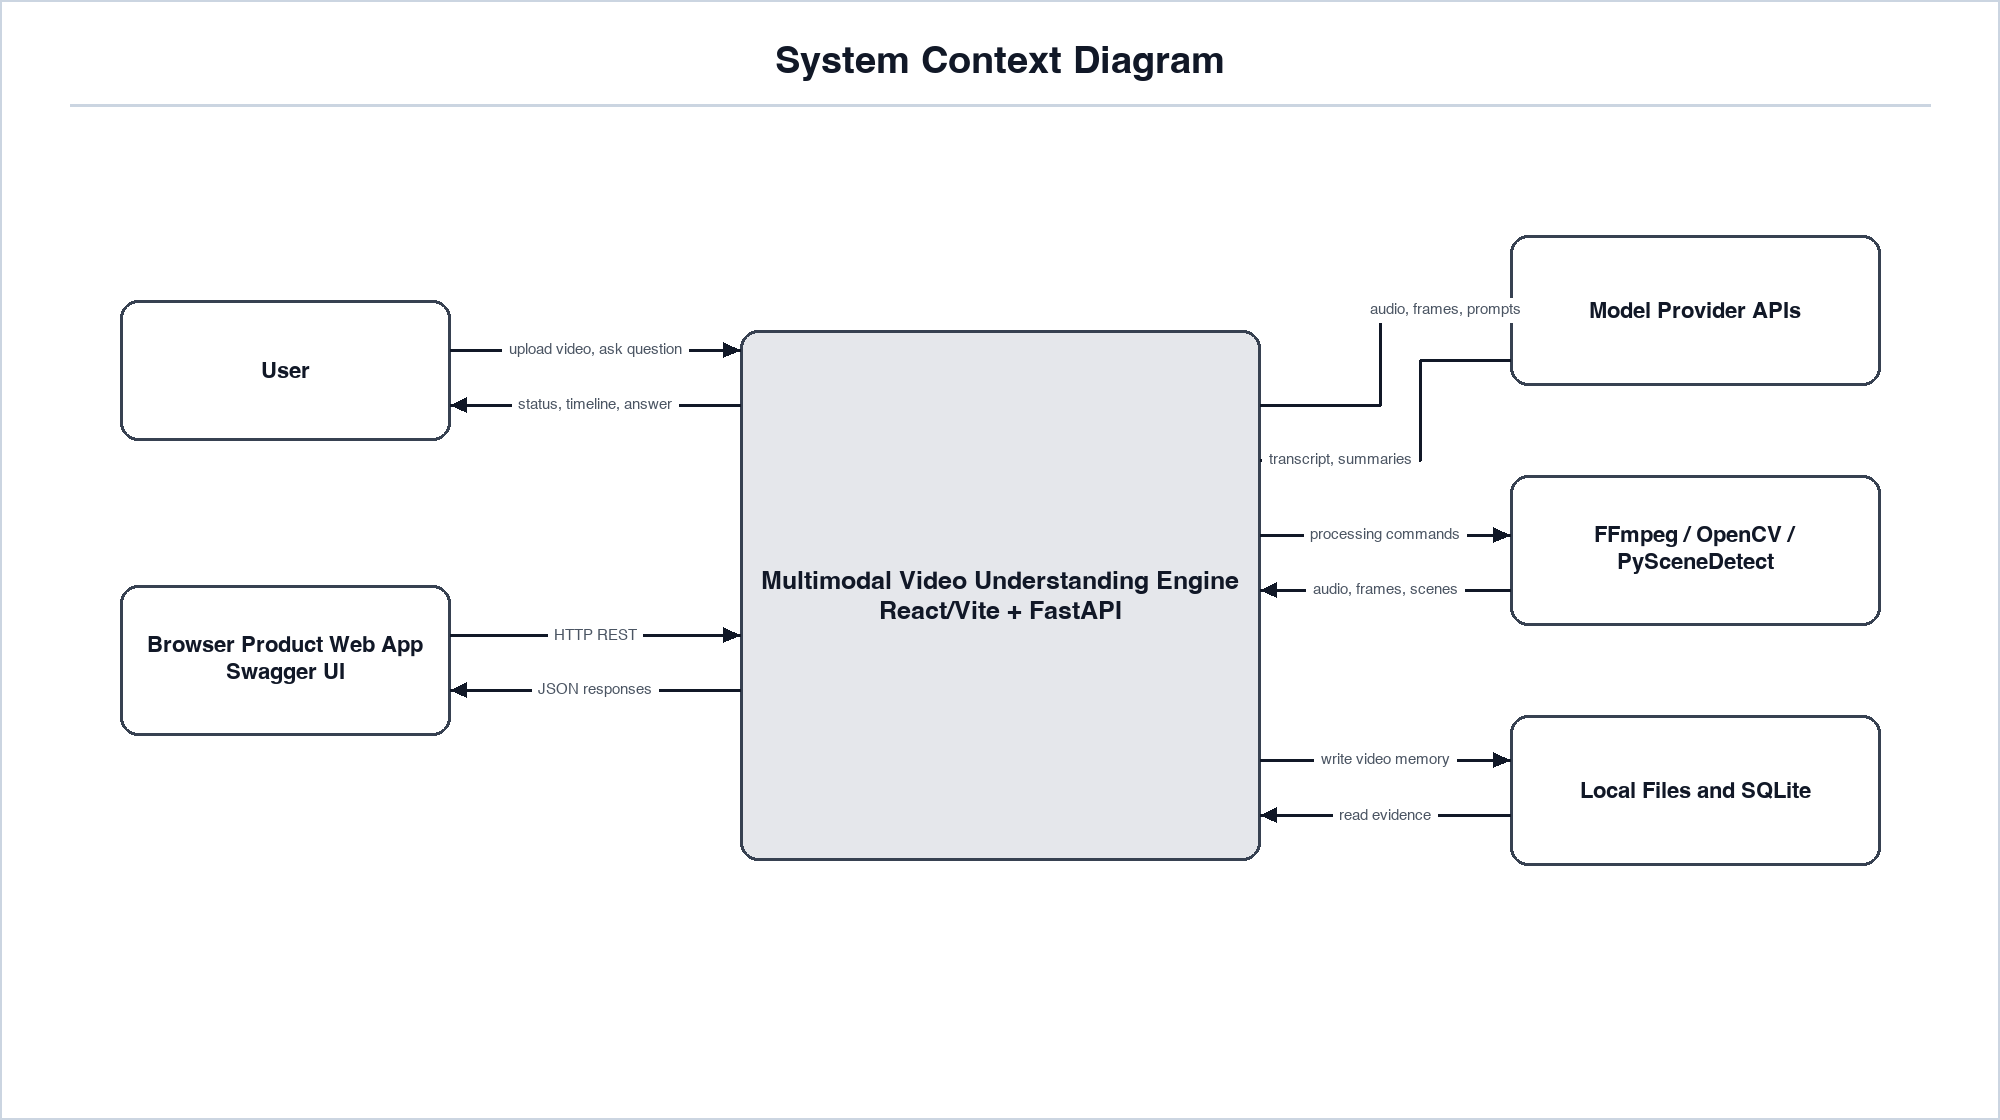 System Context Diagram
User
upload video, ask question
status, timeline, answer
Browser Product Web App
Swagger UI
HTTP REST
JSON responses
Multimodal Video Understanding Engine
React/Vite + FastAPI
audio, frames, prompts
transcript, summaries
Model Provider APIs
processing commands
audio, frames, scenes
FFmpeg / OpenCV /
PySceneDetect
write video memory
read evidence
Local Files and SQLite